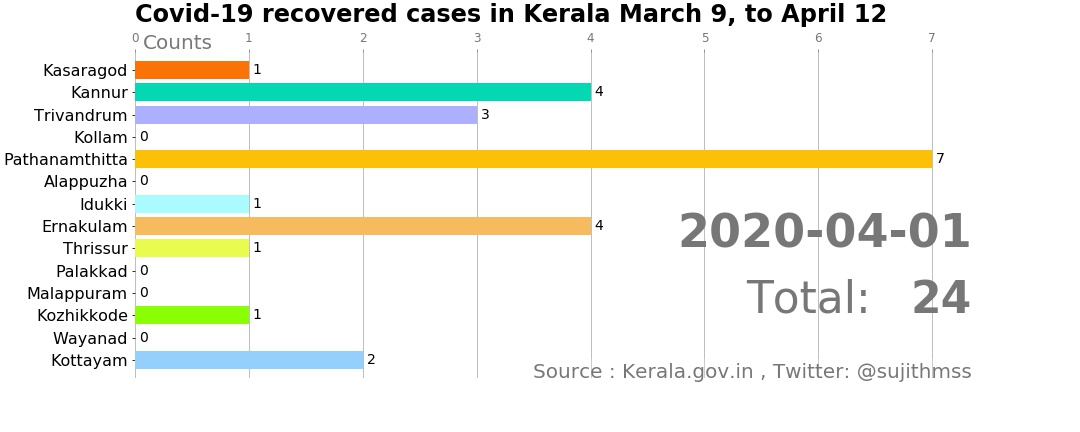 Covid-19 recovered cases in Kerala March 9, to April 12
0 1 2 3 4 5 6 7
Counts
Kasaragod 1
Kannur 4
Trivandrum 3
Kollam 0
Pathanamthitta 7
Alappuzha 0
Idukki 1
Ernakulam 4
2020-04-01
Thrissur 1
Palakkad 0
Malappuram 0
Total: 24
Kozhikkode 1
Wayanad 0
Kottayam 2
Source : Kerala.gov.in , Twitter: @sujithmss